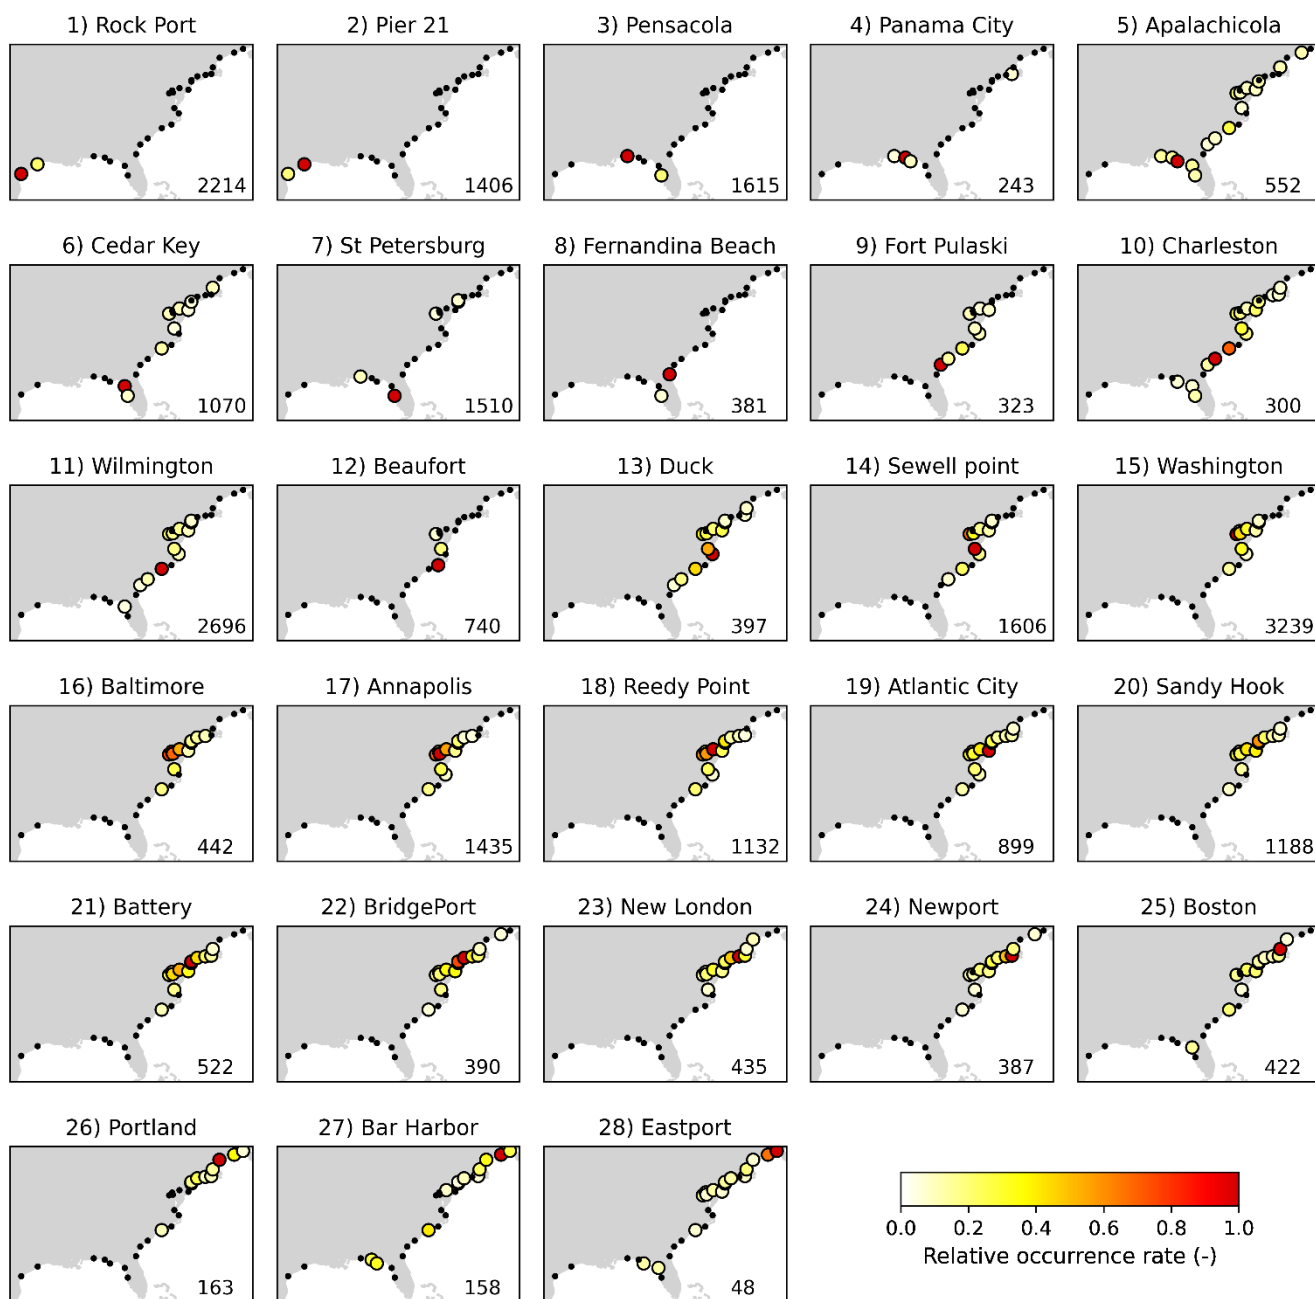 1) Rock Port
2214
2) Pier 21
1406
3) Pensacola
1615
4) Panama City
243
5) Apalachicola
552
6) Cedar Key
1070
7) St Petersburg
1510
8) Fernandina Beach
381
9) Fort Pulaski
323
10) Charleston
300
11) Wilmington
2696
12) Beaufort
740
13) Duck
397
14) Sewell point
1606
15) Washington
3239
16) Baltimore
442
17) Annapolis
1435
18) Reedy Point
1132
19) Atlantic City
899
20) Sandy Hook
1188
21) Battery
522
22) BridgePort
390
23) New London
435
24) Newport
387
25) Boston
422
26) Portland
163
27) Bar Harbor
158
28) Eastport
48
0.0 0.2 0.4 0.6 0.8 1.0
Relative occurrence rate (-)